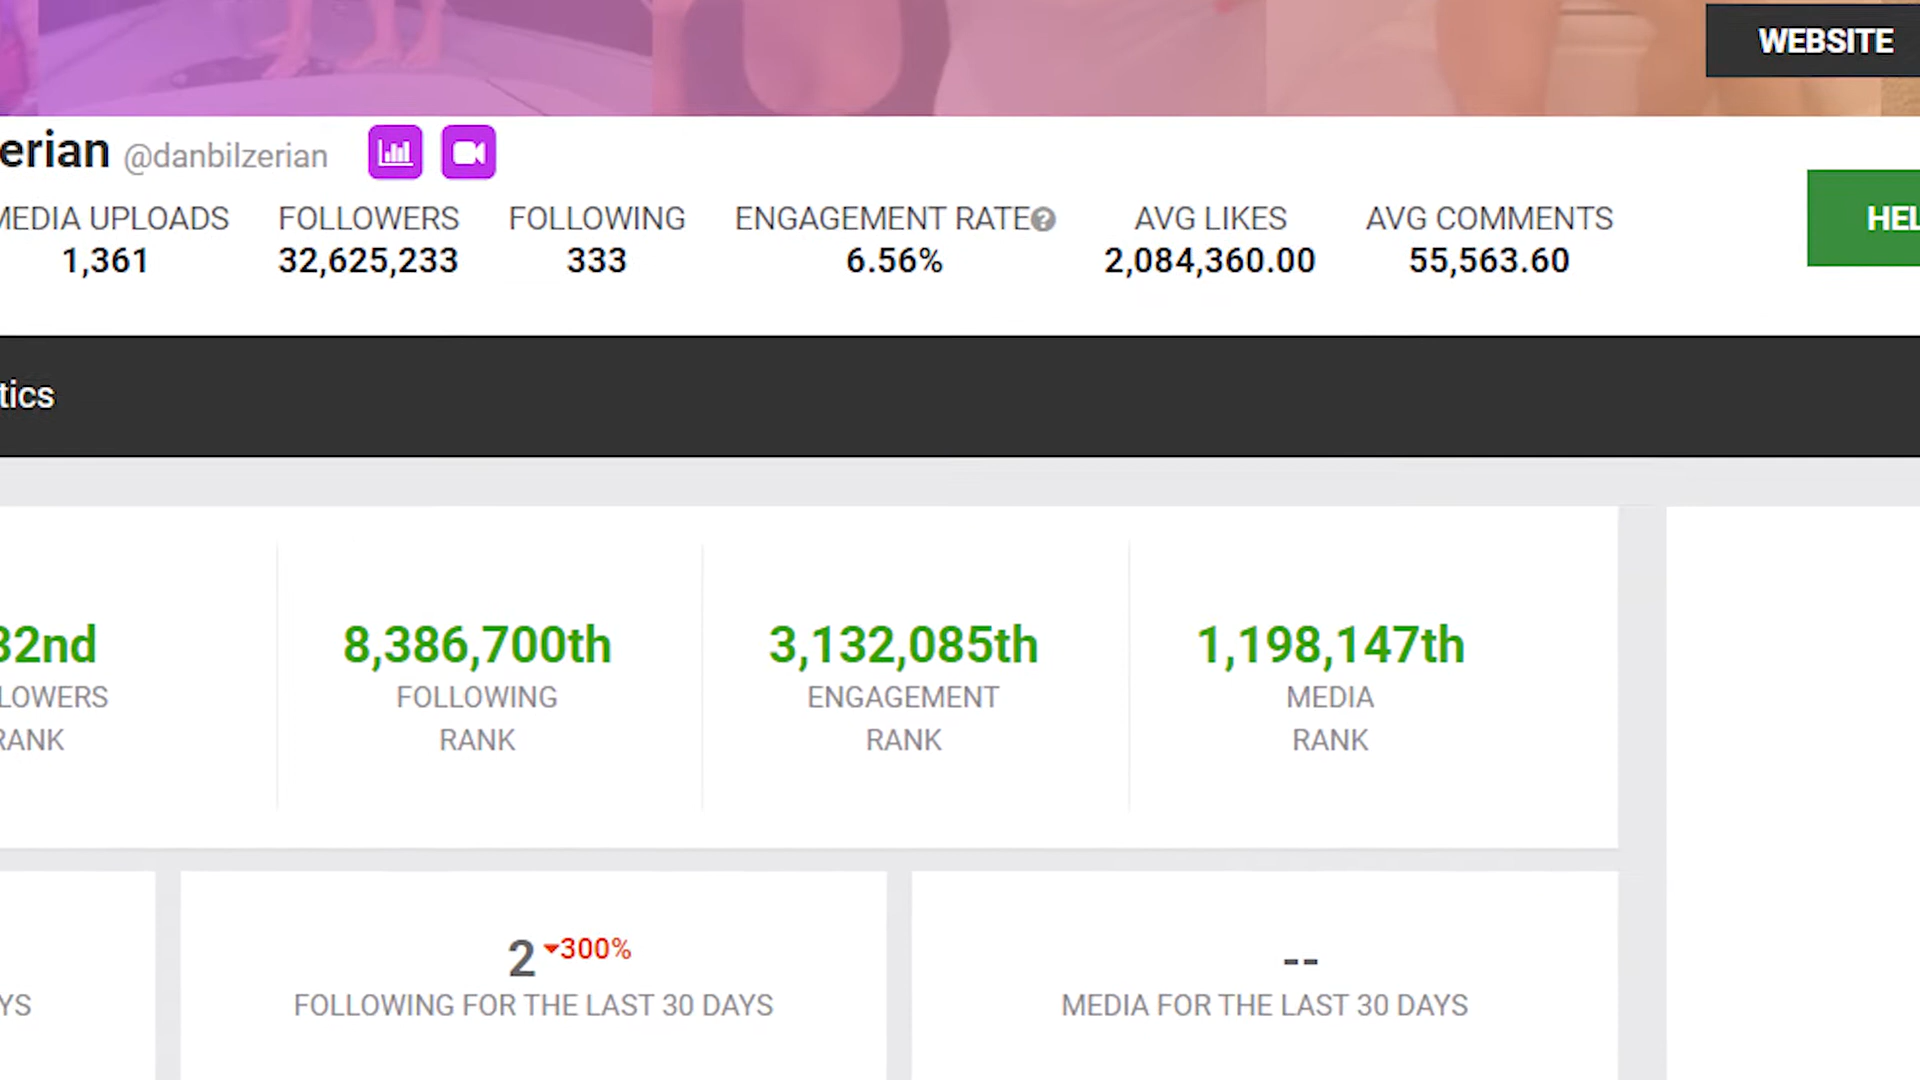 WEBSITE
erian @danbilzerian
MEDIA UPLOADS FOLLOWERS FOLLOWING ENGAGEMENT RATE AVG LIKES AVG COMMENTS
1,361 32,625,233 333 6.56% 2,084,360.00 55,563.60
HEL
tics
32nd 8,386,700th 3,132,085th 1,198,147th
LOWERS FOLLOWING ENGAGEMENT MEDIA
RANK RANK RANK RANK
2 300% --
YS FOLLOWING FOR THE LAST 30 DAYS MEDIA FOR THE LAST 30 DAYS